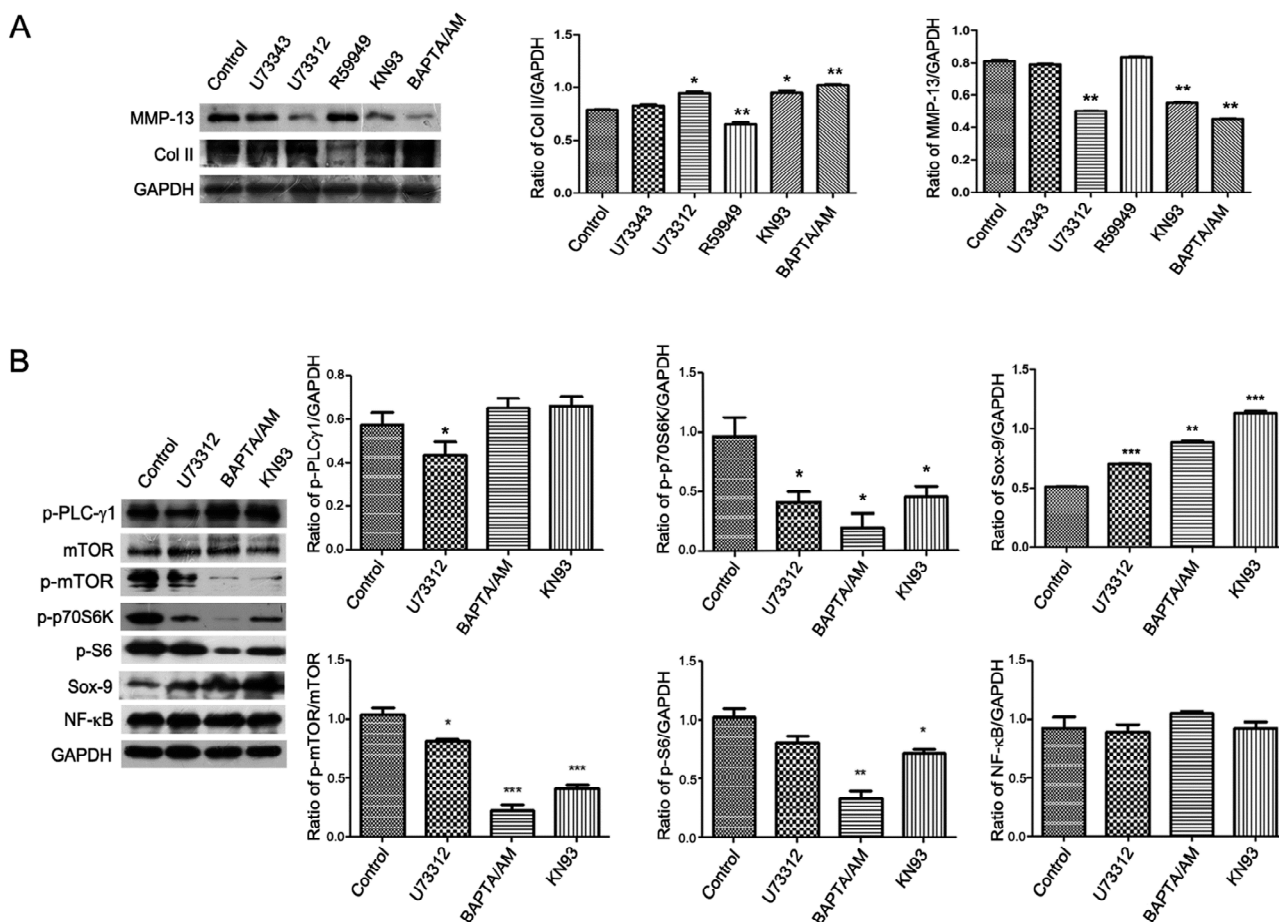 A
Control
U73343
U73312
R59949
KN93
BAPTA/AM
MMP-13
Col II
GAPDH
Ratio of Col II/GAPDH
1.5
1.0
0.5
0.0
*
**
*
**
Control
U73343
U73312
R59949
KN93
BAPTA/AM
Ratio of MMP-13/GAPDH
1.0
0.8
0.6
0.4
0.2
0.0
**
**
**
Control
U73343
U73312
R59949
KN93
BAPTA/AM
B
Control
U73312
BAPTA/AM
KN93
p-PLC-γ1
mTOR
p-mTOR
p-p70S6K
p-S6
Sox-9
NF-κB
GAPDH
Ratio of p-PLCγ1/GAPDH
0.8
0.6
0.4
0.2
0.0
*
Control
U73312
BAPTA/AM
KN93
Ratio of p-p70S6K/GAPDH
1.5
1.0
0.5
0.0
*
*
*
Control
U73312
BAPTA/AM
KN93
Ratio of Sox-9/GAPDH
1.5
1.0
0.5
0.0
***
**
***
Control
U73312
BAPTA/AM
KN93
Ratio of p-mTOR/mTOR
1.5
1.0
0.5
0.0
*
***
***
Control
U73312
BAPTA/AM
KN93
Ratio of p-S6/GAPDH
1.5
1.0
0.5
0.0
**
*
Control
U73312
BAPTA/AM
KN93
Ratio of NF-κB/GAPDH
1.5
1.0
0.5
0.0
Control
U73312
BAPTA/AM
KN93